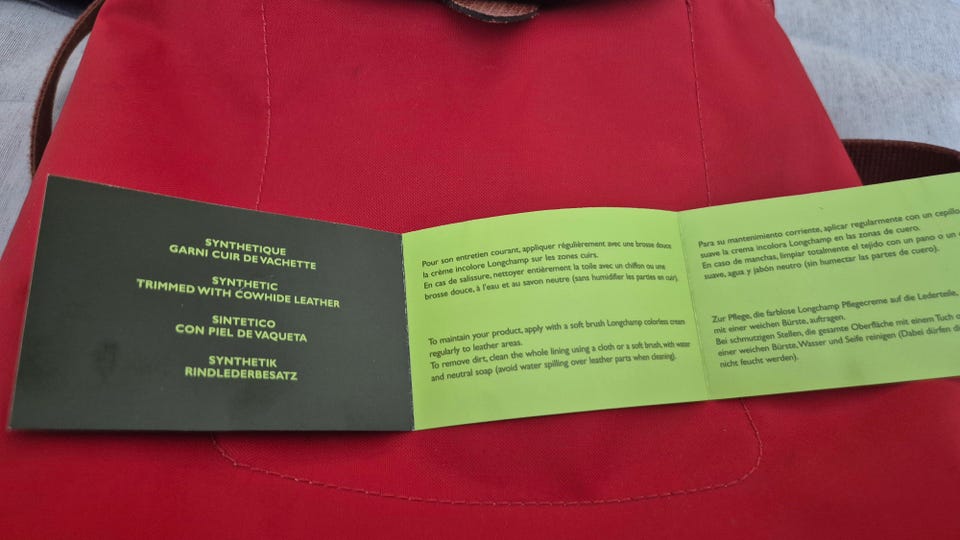 SYNTHETIQUE
GARNI CUIR DE VACHETTE
SYNTHETIC
TRIMMED WITH COWHIDE LEATHER
SINTETICO
CON PIEL DE VAQUETA
SYNTHETIK
RINDLEDERBESATZ
Pour son entretien courant, appliquer régulièrement avec une brosse douce
la crème incolore Longchamp sur les zones cuirs.
En cas de salissure, nettoyer entièrement la toile avec un chiffon ou une
brosse douce, à l'eau et au savon neutre (sans humidifier les parties en cuir).
To maintain your product, apply with a soft brush Longchamp colorless cream
regularly to leather areas.
To remove dirt, clean the whole lining using a cloth or a soft brush, with water
and neutral soap (avoid water spilling over leather parts when cleaning).
Para su mantenimiento corriente, aplicar regularmente con un cepillo
suave la crema incolora Longchamp en las zonas de cuero.
En caso de manchas, limpiar totalmente el tejido con un pano o un
suave, agua y jabón neutro (sin humectar las partes de cuero).
Zur Pflege, die farblose Longchamp Pflegecreme auf die Lederteile,
mit einer weichen Bürste, auftragen.
Bei schmutzigen Stellen, die gesamte Oberfläche mit einem Tuch
einer weichen Bürste, Wasser und Seife reinigen (Dabei dürfen
nicht feucht werden).